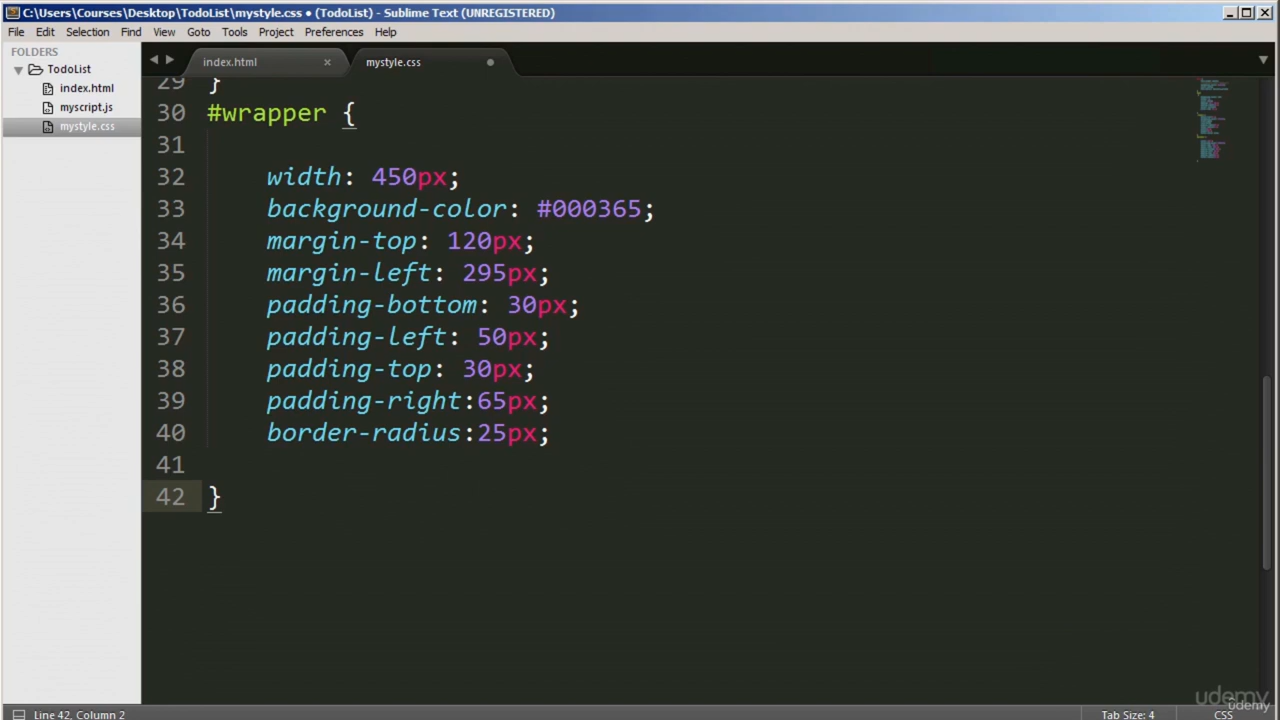 C:\Users\Courses\Desktop\TodoList\mystyle.css • (TodoList) - Sublime Text (UNREGISTERED)
File Edit Selection Find View Goto Tools Project Preferences Help
FOLDERS
TodoList
index.html
myscript.js
mystyle.css
index.html × mystyle.css
29 }
30 #wrapper {
31
32 width: 450px;
33 background-color: #000365;
34 margin-top: 120px;
35 margin-left: 295px;
36 padding-bottom: 30px;
37 padding-left: 50px;
38 padding-top: 30px;
39 padding-right:65px;
40 border-radius:25px;
41
42 }
udemy
udemy
Line 42, Column 2 Tab Size: 4 CSS